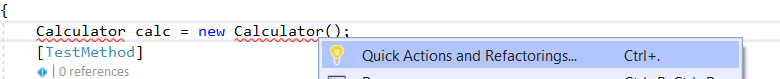 {
Calculator calc = new Calculator();
[TestMethod]
Quick Actions and Refactorings... Ctrl+.
| 0 references